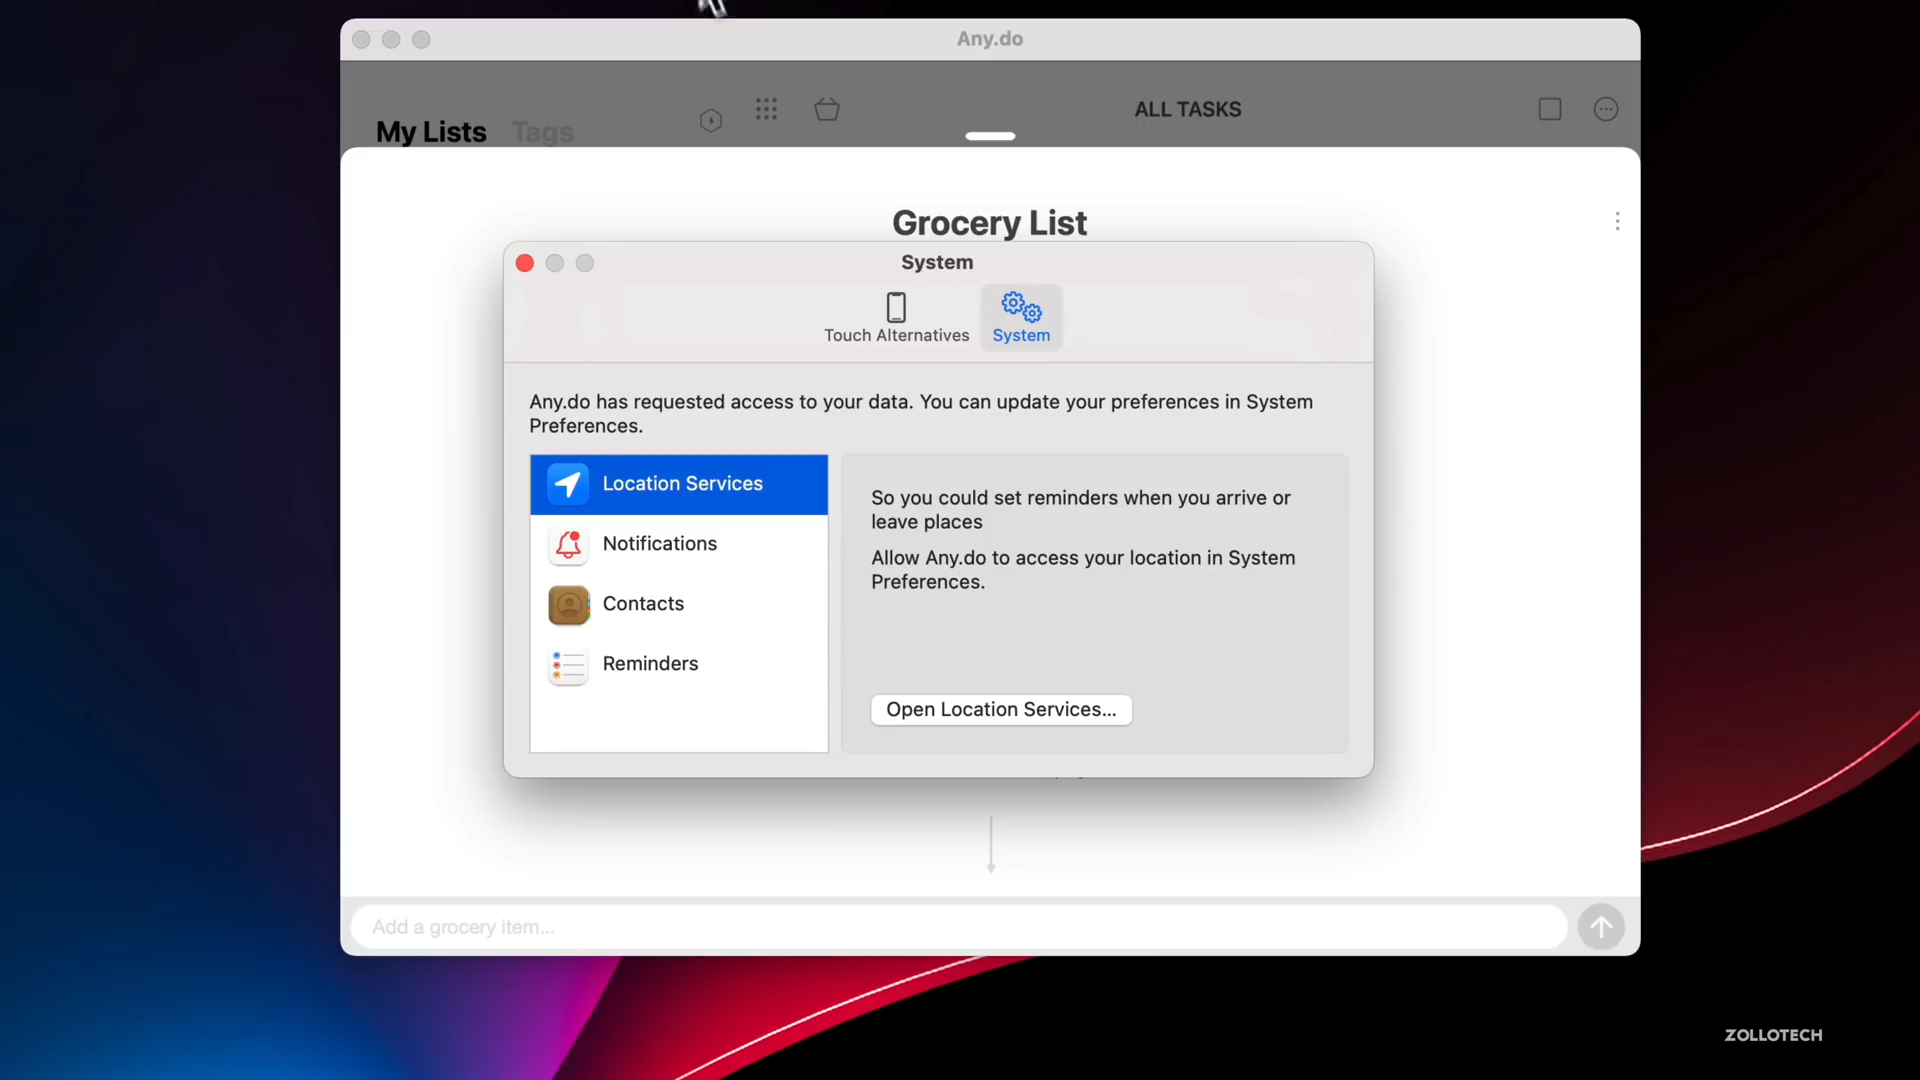 Any.do
My Lists
Tags
ALL TASKS
Grocery List
System
Touch Alternatives
System
Any.do has requested access to your data. You can update your preferences in System
Preferences.
Location Services
Notifications
Contacts
Reminders
So you could set reminders when you arrive or
leave places
Allow Any.do to access your location in System
Preferences.
Open Location Services...
Add a grocery item...
ZOLLOTECH